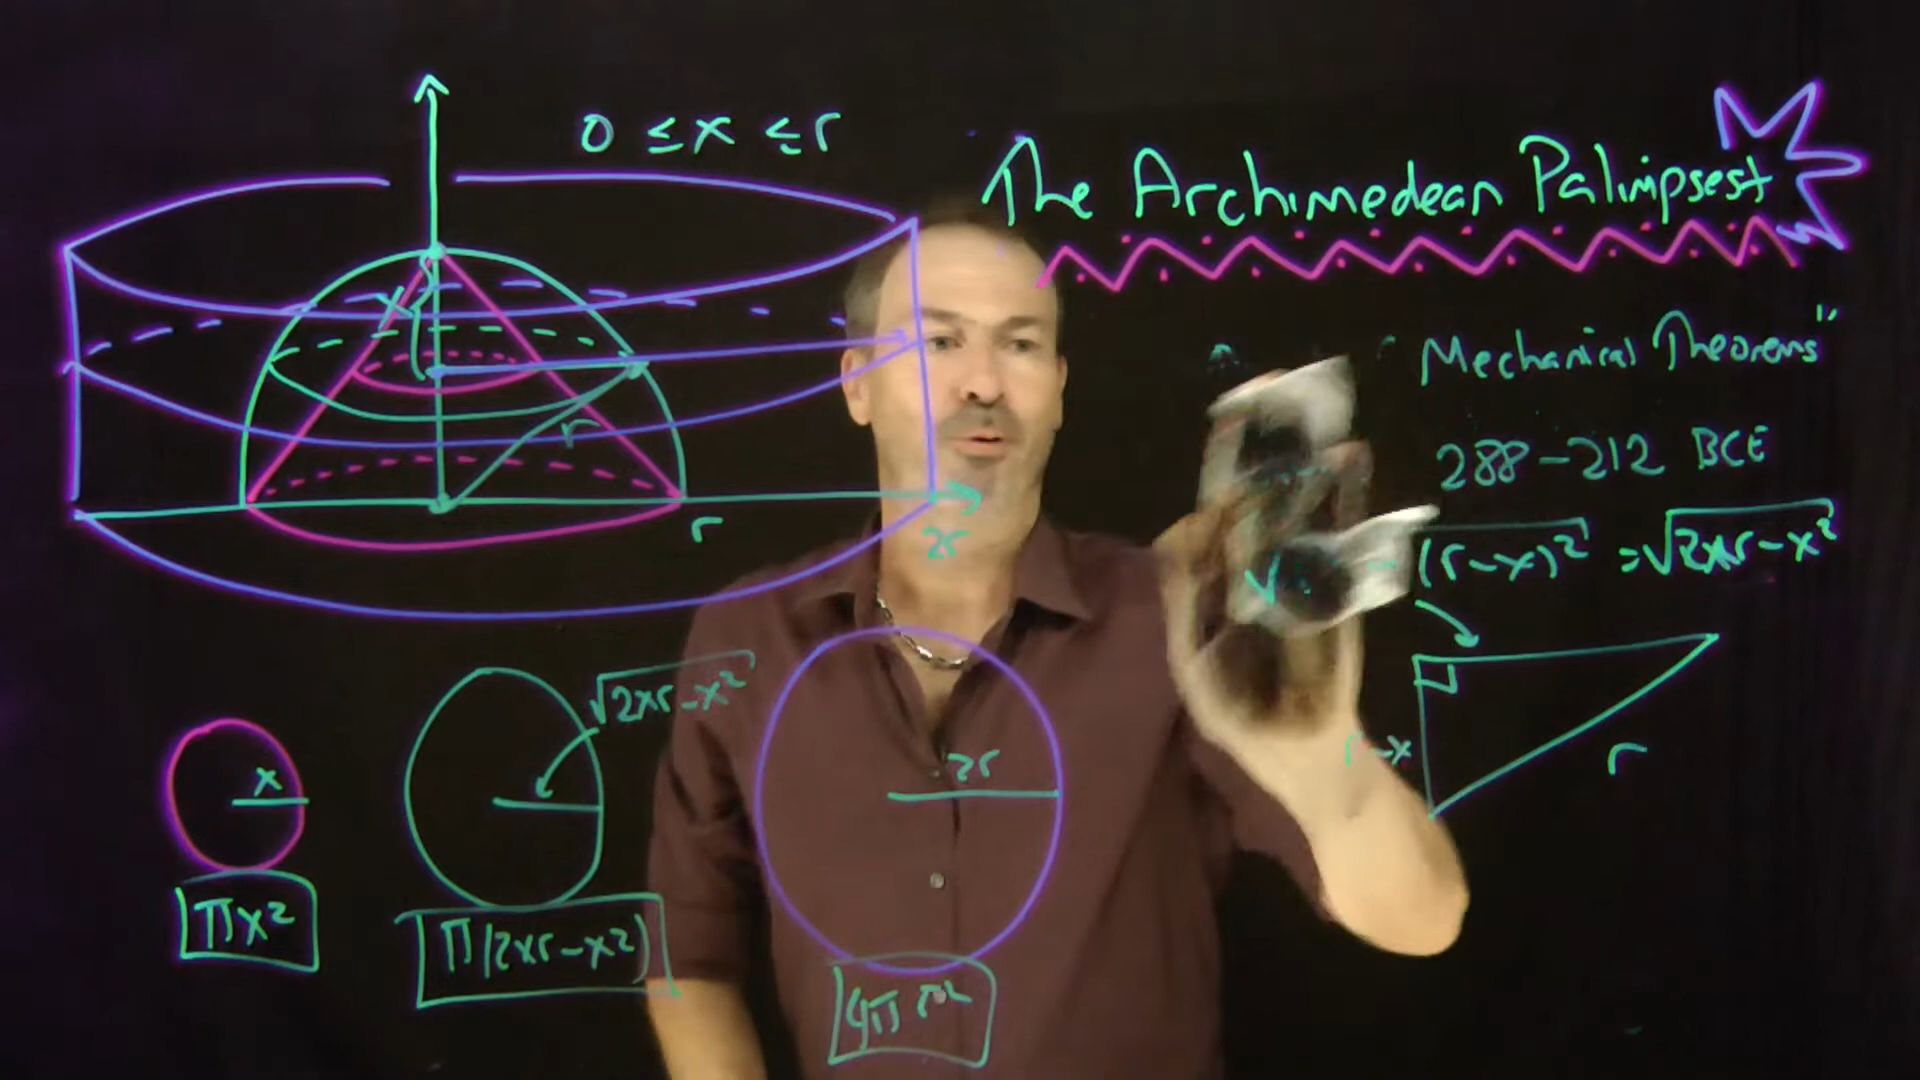 0 ≤ x ≤ r
The Archimedean Palimpsest
Mechanical Theorems"
288-212 BCE
(r-x)² = √2xr-x²
x
r
r
2r
r-x
r
√2xr-x²
x
2r
πx²
π(2xr-x²)
4πr²